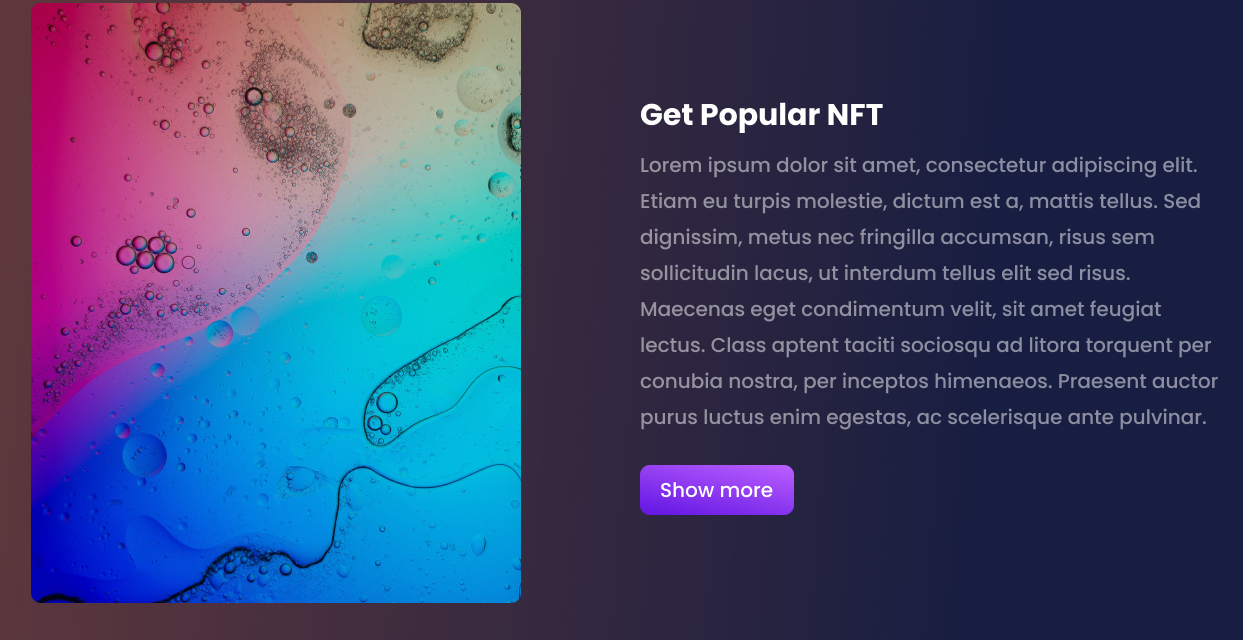 Get Popular NFT
Lorem ipsum dolor sit amet, consectetur adipiscing elit.
Etiam eu turpis molestie, dictum est a, mattis tellus. Sed
dignissim, metus nec fringilla accumsan, risus sem
sollicitudin lacus, ut interdum tellus elit sed risus.
Maecenas eget condimentum velit, sit amet feugiat
lectus. Class aptent taciti sociosqu ad litora torquent per
conubia nostra, per inceptos himenaeos. Praesent auctor
purus luctus enim egestas, ac scelerisque ante pulvinar.
Show more